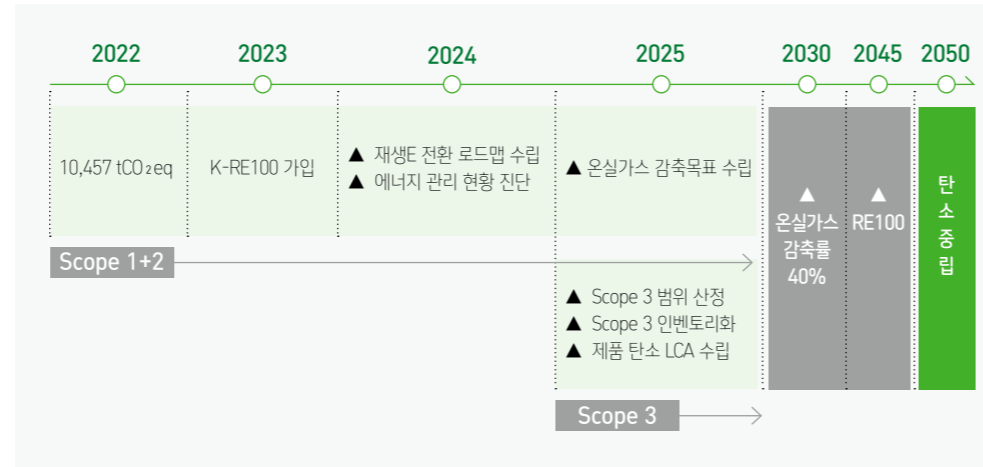 2022
2023
2024
2025
2030
2045
2050
10,457 tCO₂eq
K-RE100 가입
▲ 재생E 전환 로드맵 수립
▲ 에너지 관리 현황 진단
▲ 온실가스 감축목표 수립
Scope 1+2
▲ Scope 3 범위 산정
▲ Scope 3 인벤토리화
▲ 제품 탄소 LCA 수립
Scope 3
▲
온실가스
감축률
40%
▲
RE100
탄
소
중
립